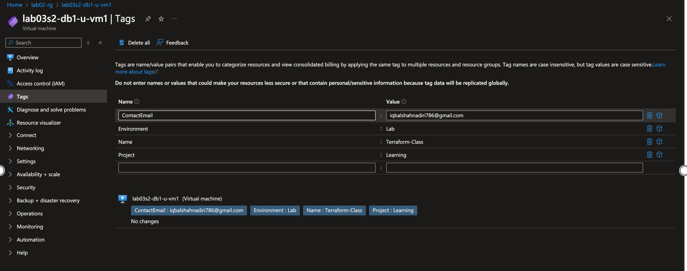 Home > lab02-rg > lab03s2-db1-u-vm1
lab03s2-db1-u-vm1 | Tags
Virtual machine
Search
Delete all
Feedback
Overview
Activity log
Access control (IAM)
Tags
Diagnose and solve problems
Resource visualizer
Connect
Networking
Settings
Availability + scale
Security
Backup + disaster recovery
Operations
Monitoring
Automation
Help
Tags are name/value pairs that enable you to categorize resources and view consolidated billing by applying the same tag to multiple resources and resource groups. Tag names are case insensitive, but tag values are case sensitive.Learn
more about tags
Do not enter names or values that could make your resources less secure or that contain personal/sensitive information because tag data will be replicated globally.
Name Value
ContactEmail : iqbalshahnadiri786@gmail.com
Environment : Lab
Name : Terraform-Class
Project : Learning
:
lab03s2-db1-u-vm1 (Virtual machine)
ContactEmail : iqbalshahnadiri786@gmail.com Environment : Lab Name : Terraform-Class Project : Learning
No changes